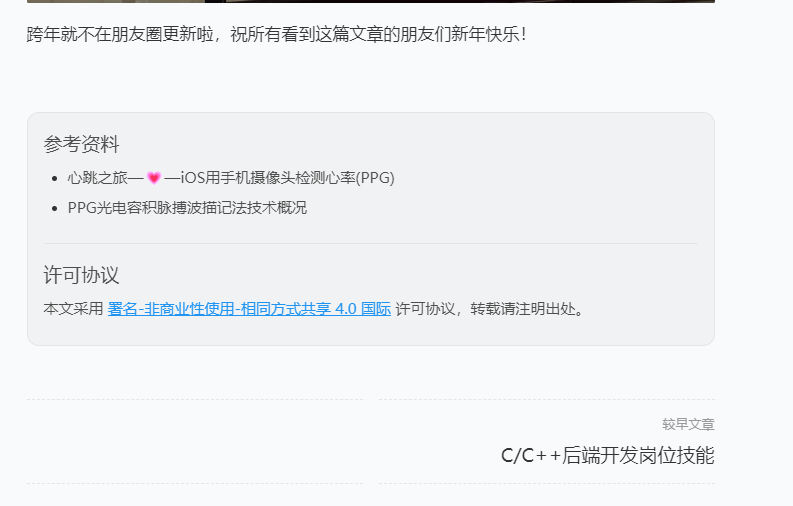 跨年就不在朋友圈更新啦，祝所有看到这篇文章的朋友们新年快乐！
参考资料
心跳之旅—💗—iOS用手机摄像头检测心率(PPG)
PPG光电容积脉搏波描记法技术概况
许可协议
本文采用 署名-非商业性使用-相同方式共享 4.0 国际 许可协议，转载请注明出处。
较早文章
C/C++后端开发岗位技能